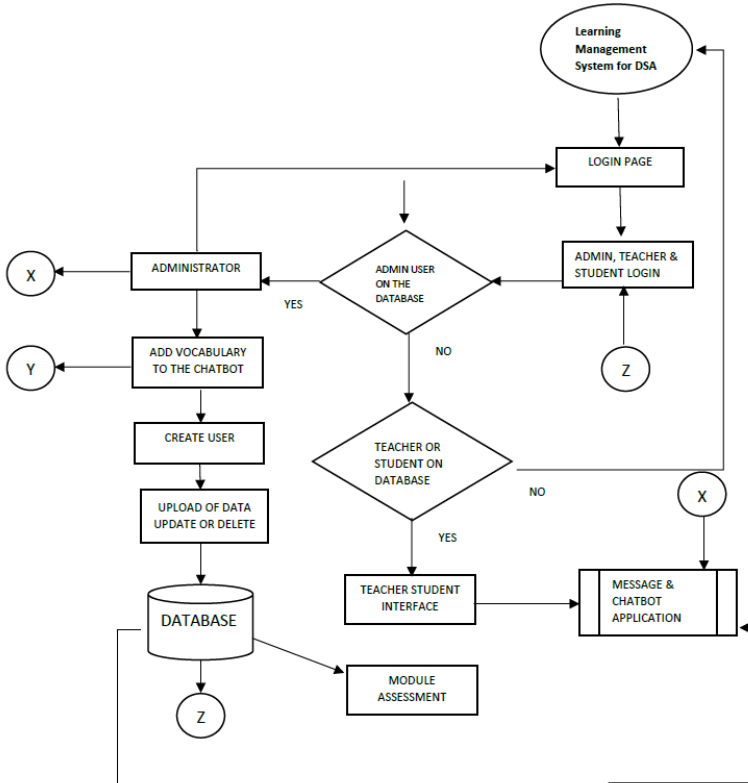 Learning
Management
System for DSA
LOGIN PAGE
ADMINISTRATOR
X
YES
ADMIN USER
ON THE
DATABASE
ADMIN, TEACHER &
STUDENT LOGIN
ADD VOCABULARY
TO THE CHATBOT
Y
NO
Z
CREATE USER
TEACHER OR
STUDENT ON
DATABASE
NO
X
UPLOAD OF DATA
UPDATE OR DELETE
YES
TEACHER STUDENT
INTERFACE
MESSAGE &
CHATBOT
APPLICATION
DATABASE
MODULE
ASSESSMENT
Z